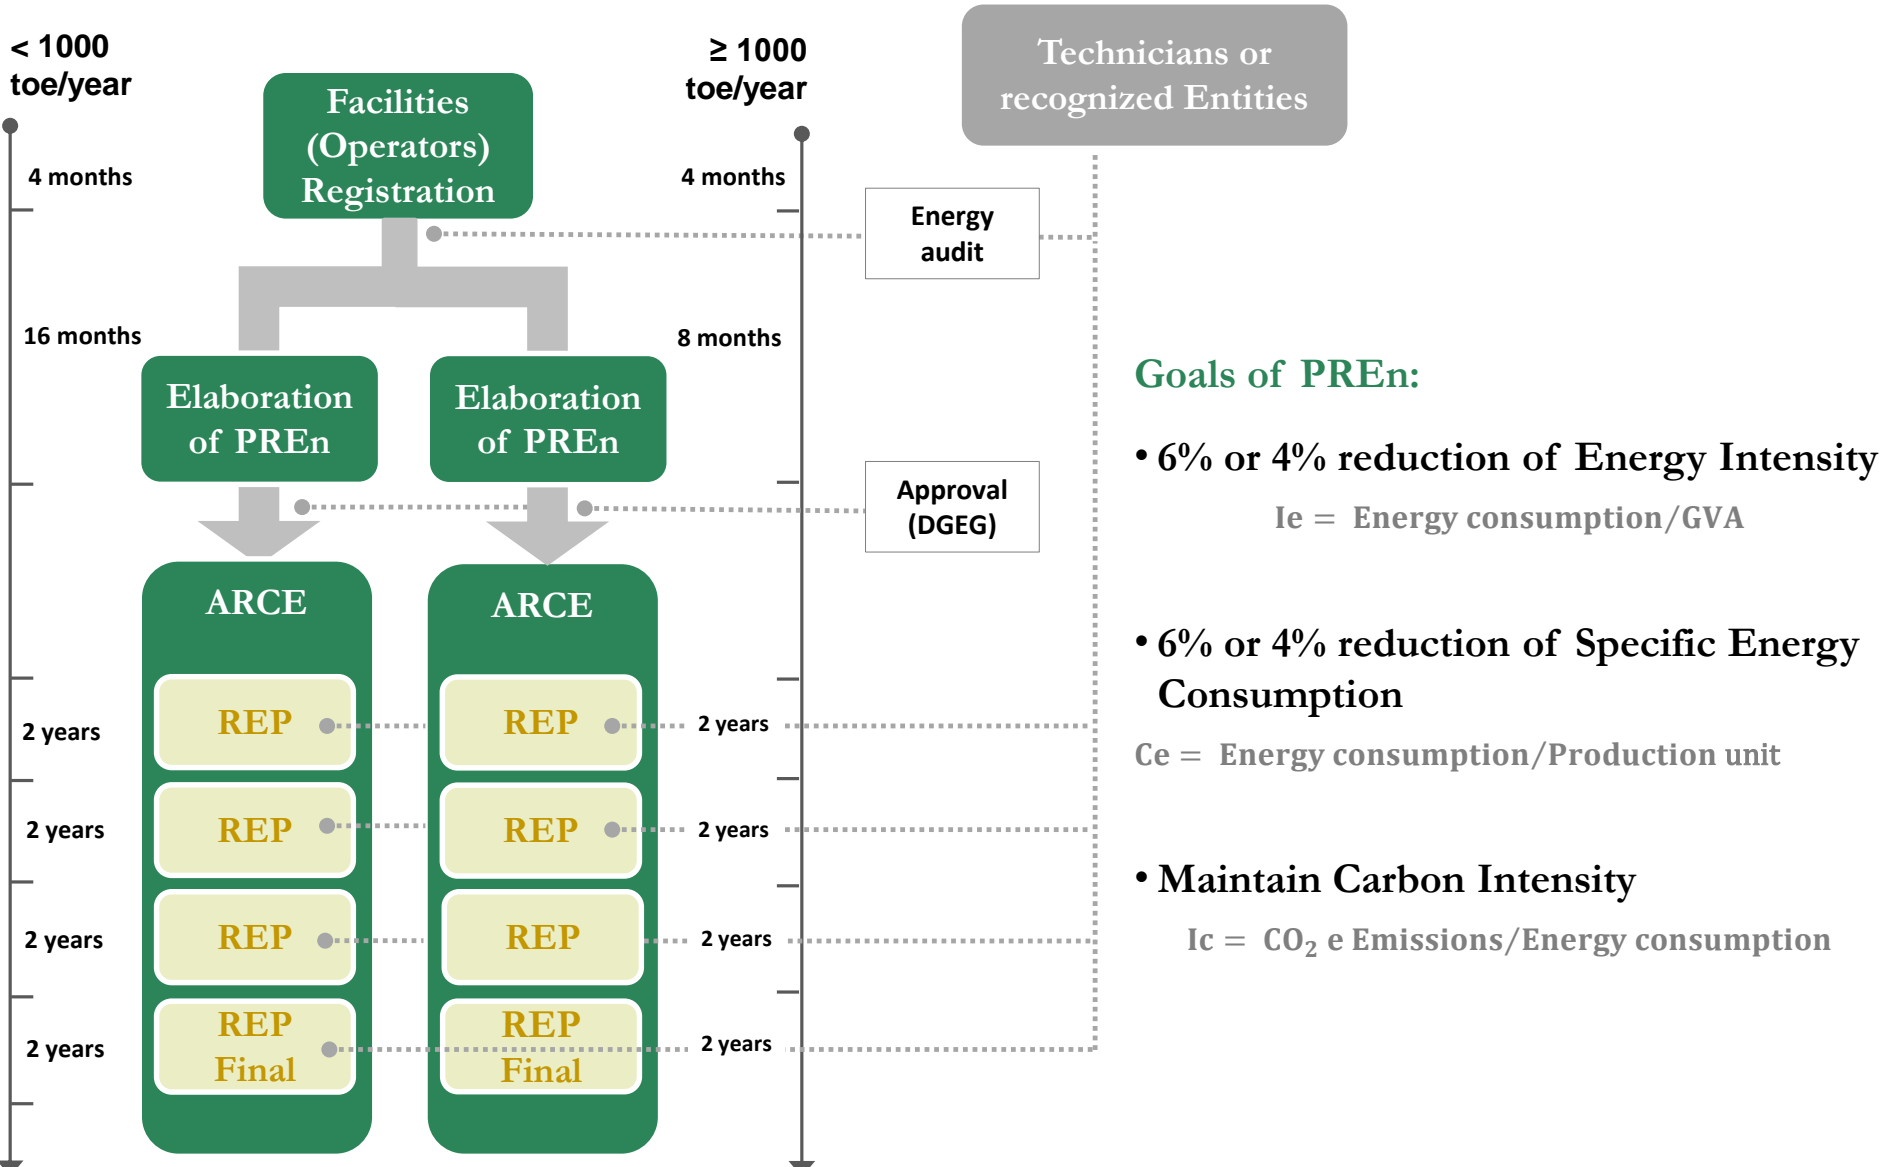 < 1000
toe/year
≥ 1000
toe/year
Technicians or
recognized Entities
Facilities
(Operators)
Registration
4 months
4 months
Energy
audit
16 months
8 months
Elaboration
of PREn
Elaboration
of PREn
Approval
(DGEG)
ARCE
ARCE
2 years
REP
REP
2 years
2 years
REP
REP
2 years
2 years
REP
REP
2 years
2 years
REP
Final
REP
Final
2 years
Goals of PREn:
• 6% or 4% reduction of Energy Intensity
Ie = Energy consumption/GVA
• 6% or 4% reduction of Specific Energy
Consumption
Ce = Energy consumption/Production unit
• Maintain Carbon Intensity
Ic = CO₂ e Emissions/Energy consumption